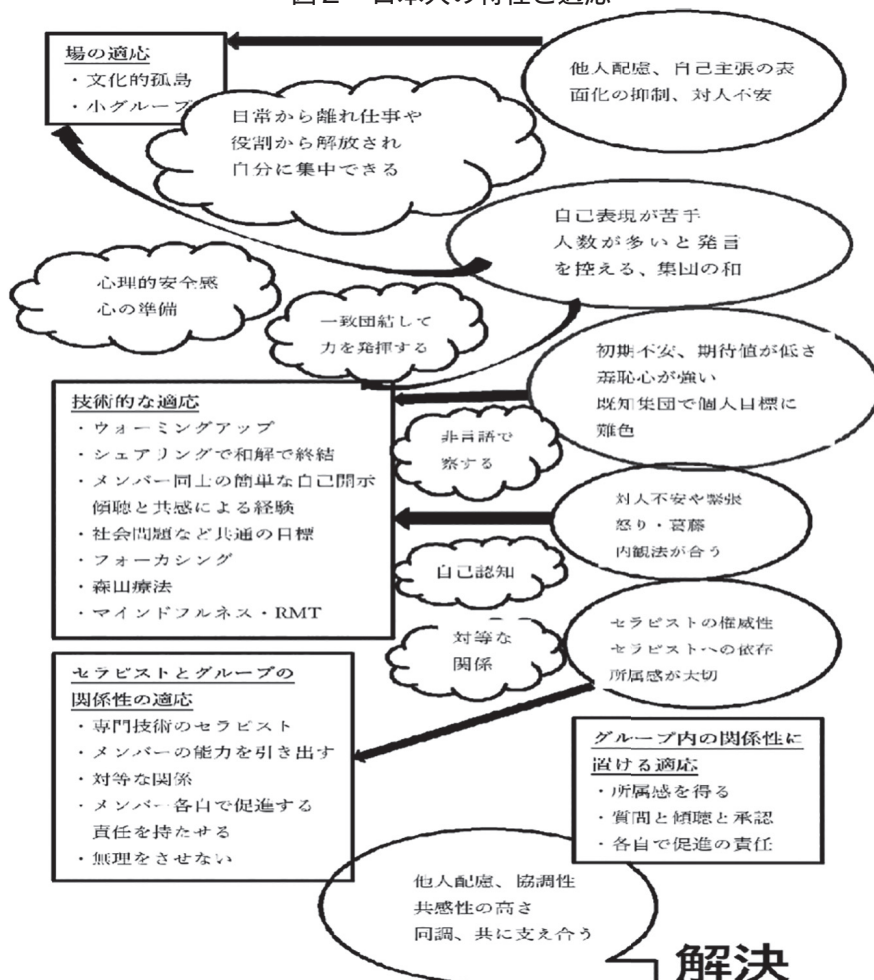 図２　日本人の特性と適応
場の適応
・文化的孤島
・小グループ
他人配慮、自己主張の表
面化の抑制、対人不安
日常から離れ仕事や
役割から解放され
自分に集中できる
自己表現が苦手
人数が多いと発言
を控える、集団の和
心理的安全感
心の準備
一致団結して
力を発揮する
初期不安、期待値が低さ
羞恥心が強い
既知集団で個人目標に
難色
技術的な適応
・ウォーミングアップ
・シェアリングで和解で終結
・メンバー同士の簡単な自己開示
傾聴と共感による経験
・社会問題など共通の目標
・フォーカシング
・森田療法
・マインドフルネス・RMT
非言語で
察する
対人不安や緊張
怒り・葛藤
内観法が合う
自己認知
対等な
関係
セラピストの権威性
セラピストへの依存
所属感が大切
セラピストとグループの
関係性の適応
・専門技術のセラピスト
・メンバーの能力を引き出す
・対等な関係
・メンバー各自で促進する
責任を持たせる
・無理をさせない
グループ内の関係性に
置ける適応
・所属感を得る
・質問と傾聴と承認
・各自で促進の責任
他人配慮、協調性
共感性の高さ
同調、共に支え合う
解決